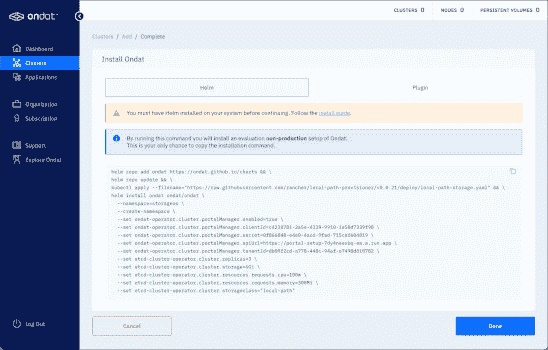 ondat
CLUSTERS 0 NODES 0 PERSISTENT VOLUMES 0
Dashboard
Clusters
Applications
Organisation
Subscription
Support
Explore Ondat
Log Out
Clusters / Add / Complete
Install Ondat
Helm Plugin
You must have Helm installed on your system before continuing. Follow the install guide.
By running this command you will install an evaluation non-productive setup of Ondat.
This is your only chance to copy the installation command.
helm repo add ondat https://ondat.github.io/charts && \
helm repo update && \
kubectl apply --filename="https://raw.githubusercontent.com/rancher/local-path-provisioner/v0.0.21/deploy/local-path-storage.yaml" && \
helm install ondat ondat/ondat \
--namespace=storageos \
--create-namespace \
--set ondat-operator.cluster.portalManager.enabled=true \
--set ondat-operator.cluster.portalManager.clientId=
--set ondat-operator.cluster.portalManager.secret=
--set ondat-operator.cluster.portalManager.apiUrl=
--set ondat-operator.cluster.portalManager.tenantId=
--set etcd-cluster-operator.cluster.replicas=3 \
--set etcd-cluster-operator.cluster.storage=6Gi \
--set etcd-cluster-operator.cluster.resources.requests.cpu=100m \
--set etcd-cluster-operator.cluster.resources.requests.memory=300Mi \
--set etcd-cluster-operator.cluster.storageclass="local-path"
Cancel Done